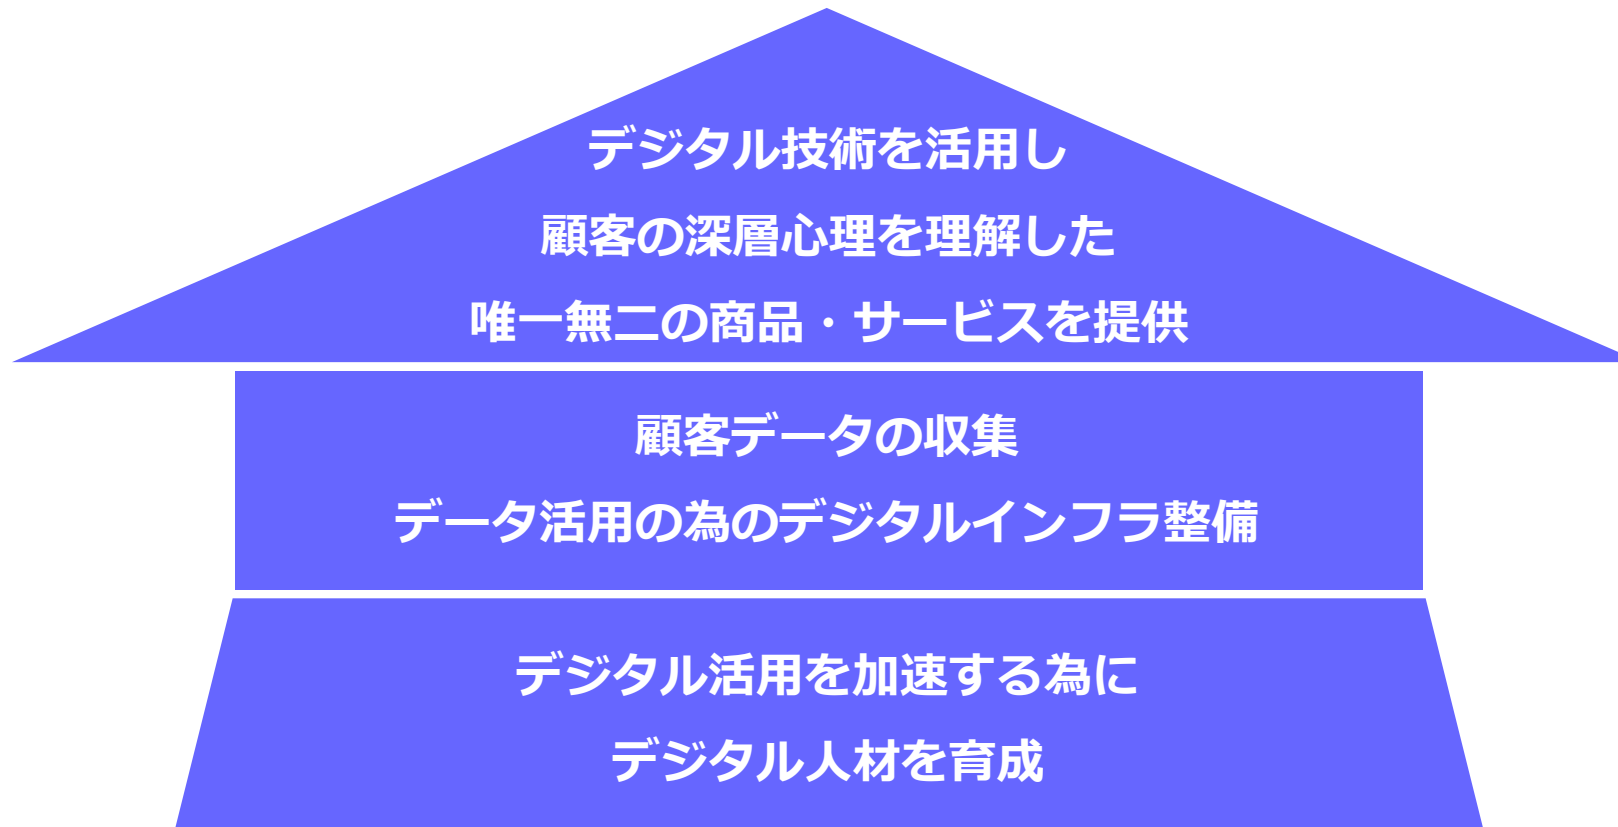 デジタル技術を活用し
顧客の深層心理を理解した
唯一無二の商品・サービスを提供
顧客データの収集
データ活用の為のデジタルインフラ整備
デジタル活用を加速する為に
デジタル人材を育成